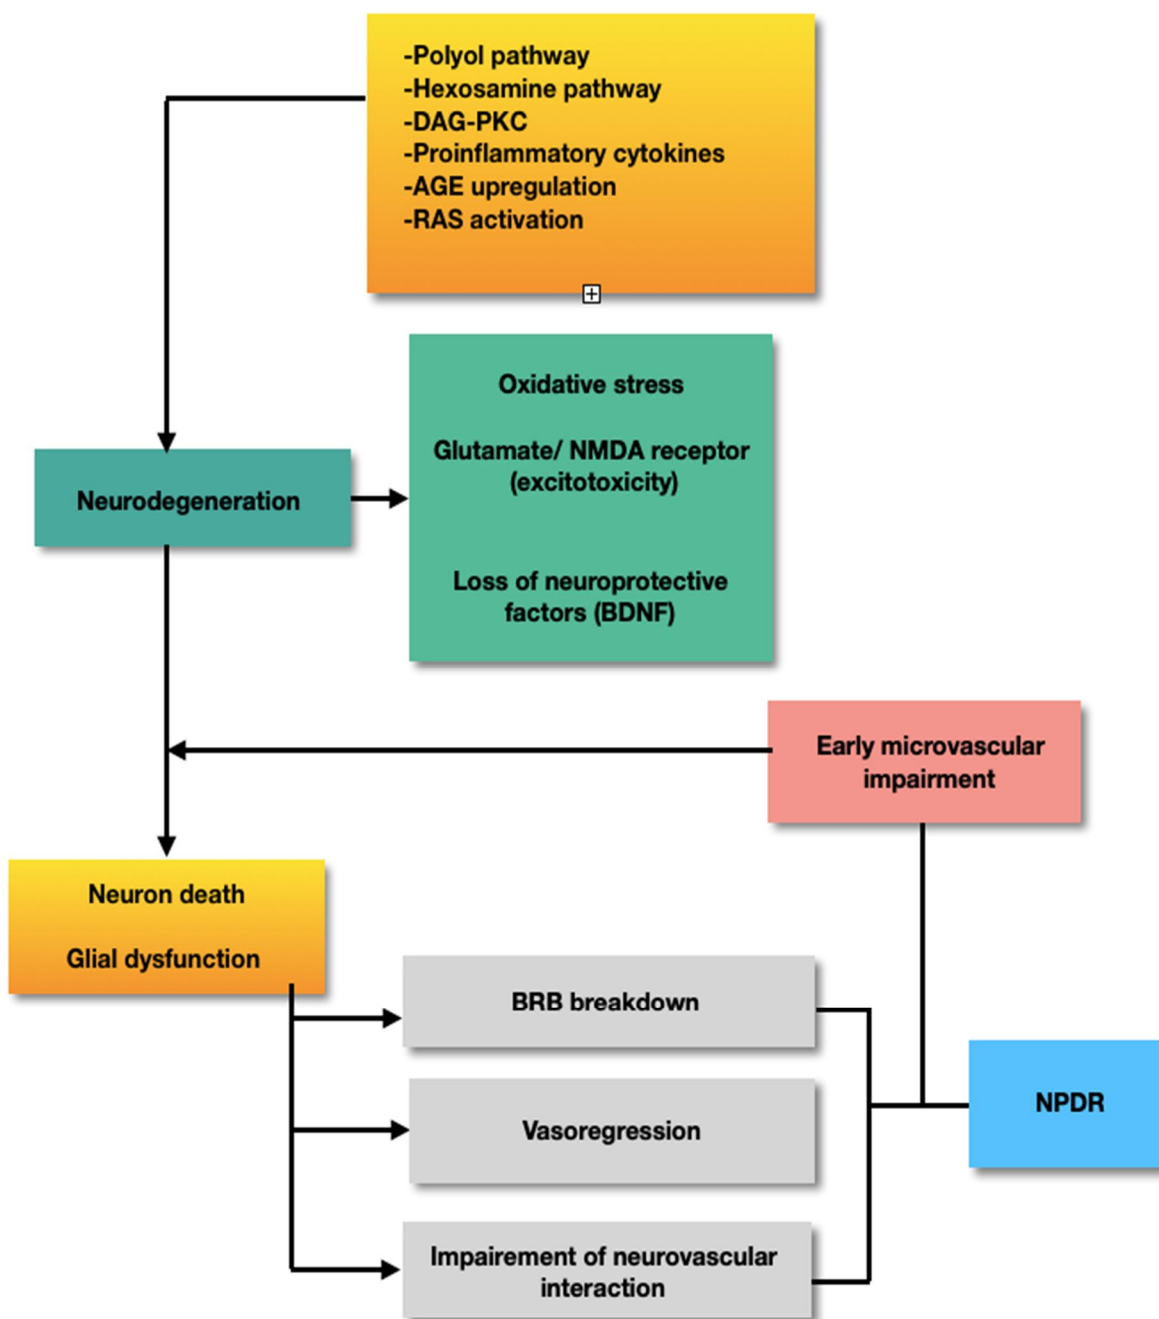 -Polyol pathway
-Hexosamine pathway
-DAG-PKC
-Proinflammatory cytokines
-AGE upregulation
-RAS activation
Oxidative stress
Glutamate/ NMDA receptor
(excitotoxicity)
Neurodegeneration
Loss of neuroprotective
factors (BDNF)
Early microvascular
impairment
Neuron death
Glial dysfunction
BRB breakdown
Vasoregression
NPDR
Impairement of neurovascular
interaction